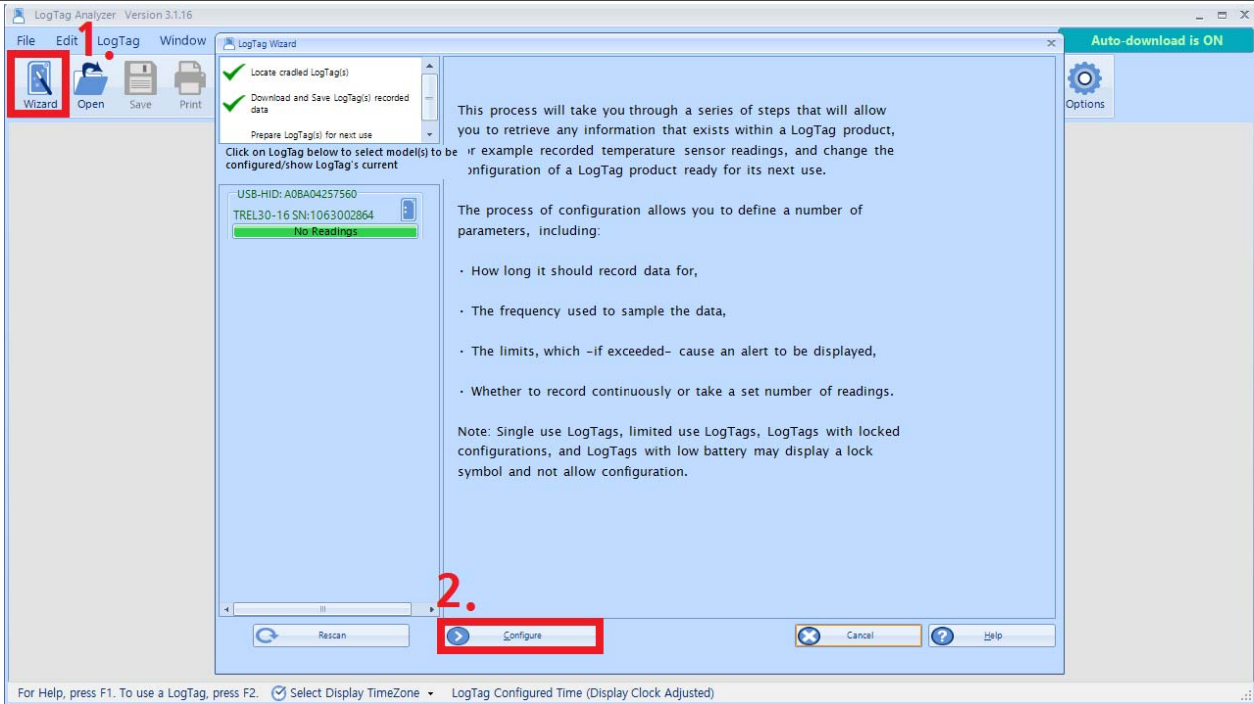 LogTag Analyzer Version 3.1.16
File Edit LogTag Window
Auto-download is ON
1.
Wizard Open Save Print
Options
LogTag Wizard
Locate cradled LogTag(s)
Download and Save LogTag(s) recorded
data
Prepare LogTag(s) for next use
Click on LogTag below to select model(s) to be
configured/show LogTag's current
USB-HID: A0BA04257560
TREL30-16 SN:1063002864
No Readings
This process will take you through a series of steps that will allow
you to retrieve any information that exists within a LogTag product,
or example recorded temperature sensor readings, and change the
onfiguration of a LogTag product ready for its next use.
The process of configuration allows you to define a number of
parameters, including:
· How long it should record data for,
· The frequency used to sample the data,
· The limits, which -if exceeded- cause an alert to be displayed,
· Whether to record continuously or take a set number of readings.
Note: Single use LogTags, limited use LogTags, LogTags with locked
configurations, and LogTags with low battery may display a lock
symbol and not allow configuration.
2.
Rescan
Configure
Cancel
Help
For Help, press F1. To use a LogTag, press F2. Select Display TimeZone LogTag Configured Time (Display Clock Adjusted)